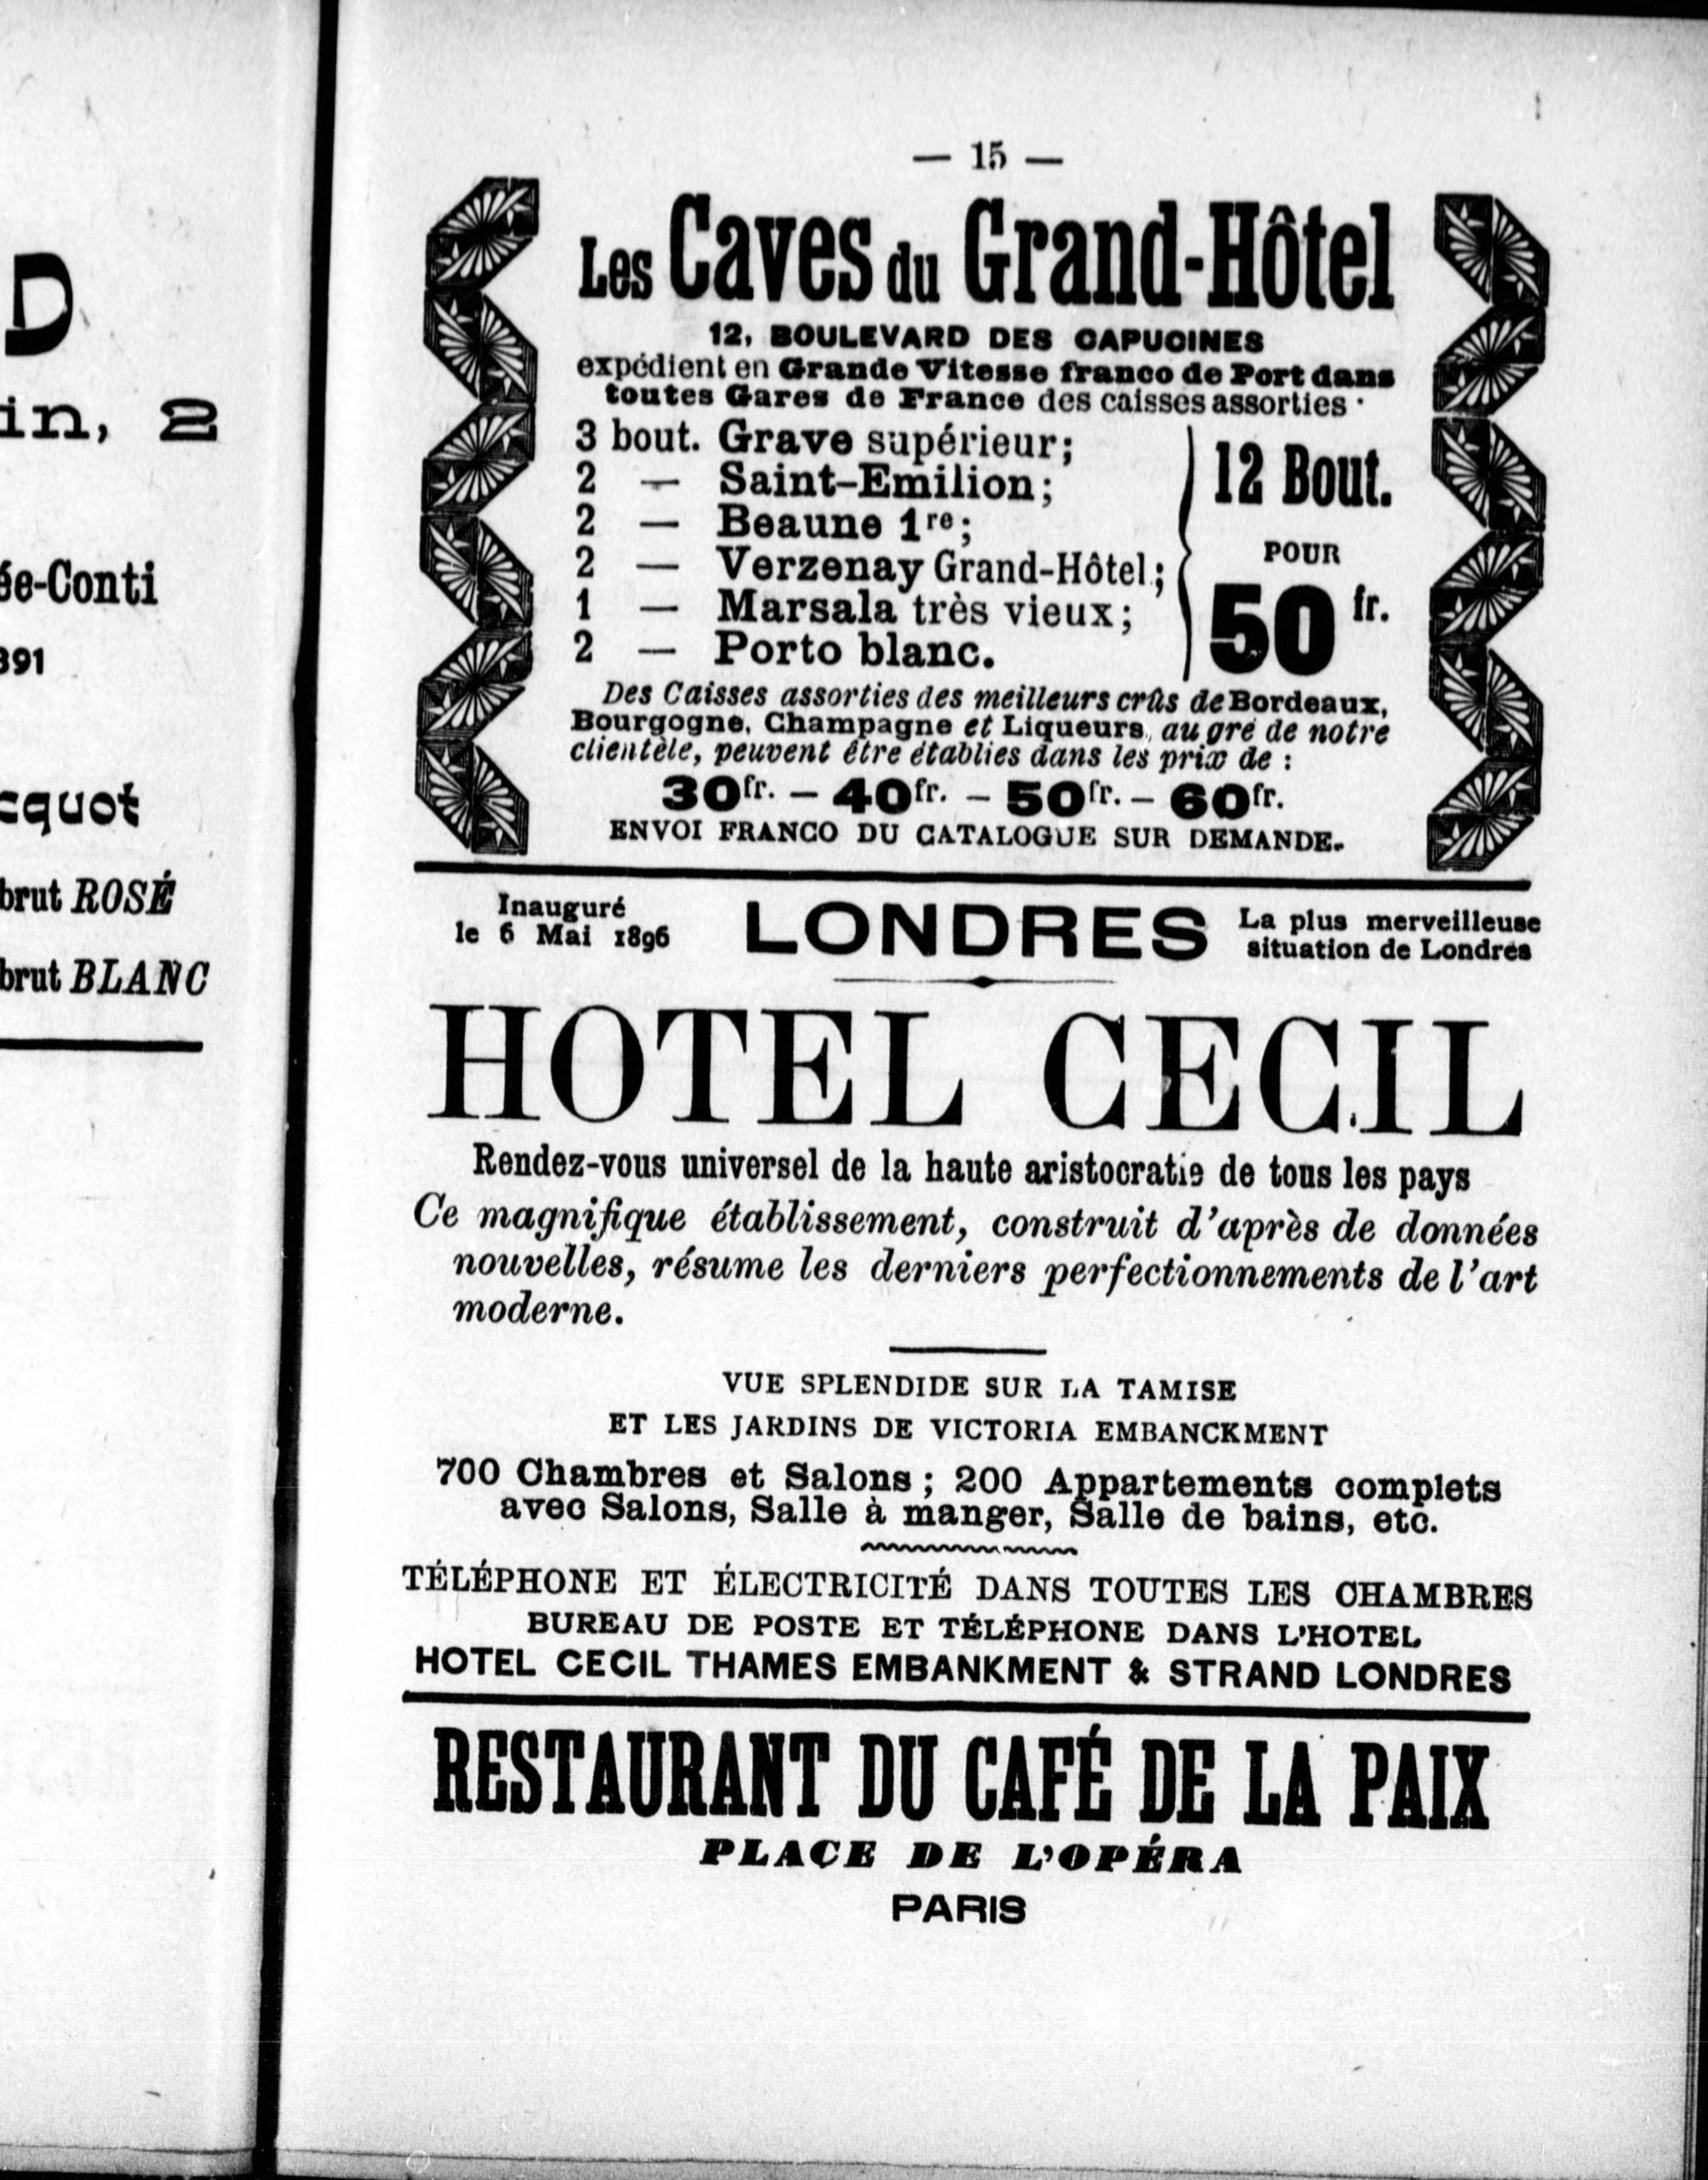 D
in, 2
ée-Conti
891
cquot
brut ROSÉ
brut BLANC
— 15 —
Les Caves du Grand-Hôtel
12, BOULEVARD DES CAPUCINES
expédient en Grande Vitesse franco de Port dans
toutes Gares de France des caisses assorties :
3 bout. Grave supérieur;
2 — Saint-Emilion;
2 — Beaune 1re;
2 — Verzenay Grand-Hôtel;
1 — Marsala très vieux;
2 — Porto blanc.
12 Bout.
POUR
50 fr.
Des Caisses assorties des meilleurs crûs de Bordeaux,
Bourgogne, Champagne et Liqueurs, au gré de notre
clientèle, peuvent être établies dans les prix de :
30fr. — 40fr. — 50fr. — 60fr.
ENVOI FRANCO DU CATALOGUE SUR DEMANDE.
Inauguré
le 6 Mai 1896
LONDRES
La plus merveilleuse
situation de Londres
HOTEL CECIL
Rendez-vous universel de la haute aristocratie de tous les pays
Ce magnifique établissement, construit d'après de données
nouvelles, résume les derniers perfectionnements de l'art
moderne.
VUE SPLENDIDE SUR LA TAMISE
ET LES JARDINS DE VICTORIA EMBANCKMENT
700 Chambres et Salons ; 200 Appartements complets
avec Salons, Salle à manger, Salle de bains, etc.
TÉLÉPHONE ET ÉLECTRICITÉ DANS TOUTES LES CHAMBRES
BUREAU DE POSTE ET TÉLÉPHONE DANS L'HOTEL
HOTEL CECIL THAMES EMBANKMENT & STRAND LONDRES
RESTAURANT DU CAFÉ DE LA PAIX
PLACE DE L'OPÉRA
PARIS